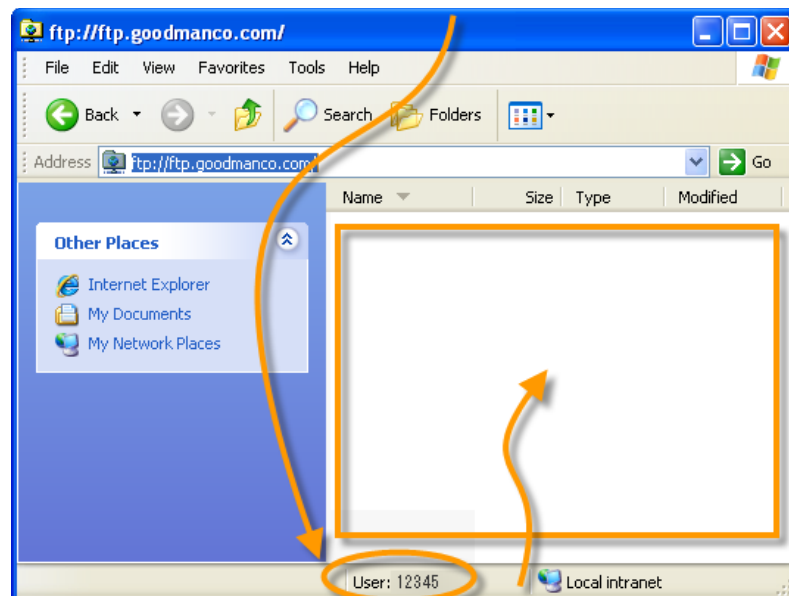 ftp://ftp.goodmanco.com/
File Edit View Favorites Tools Help
Back Search Folders
Address ftp://ftp.goodmanco.com/ Go
Name Size Type Modified
Other Places
Internet Explorer
My Documents
My Network Places
User: 12345 Local intranet